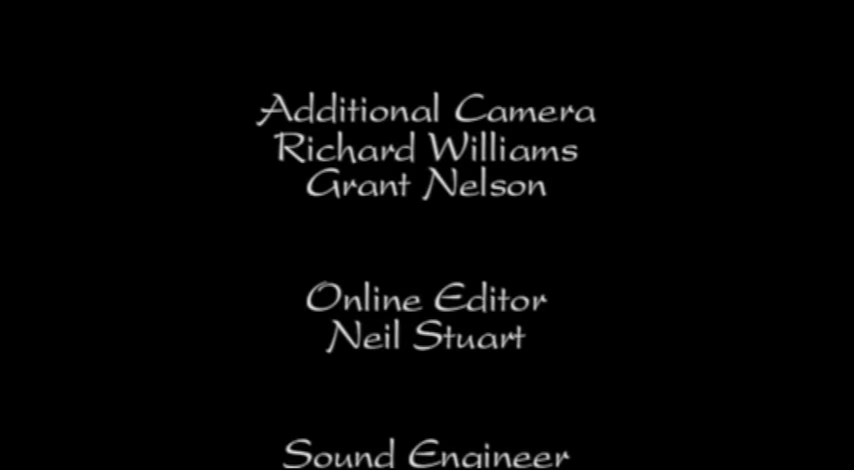 Additional Camera
Richard Williams
Grant Nelson
Online Editor
Neil Stuart
Sound Engineer